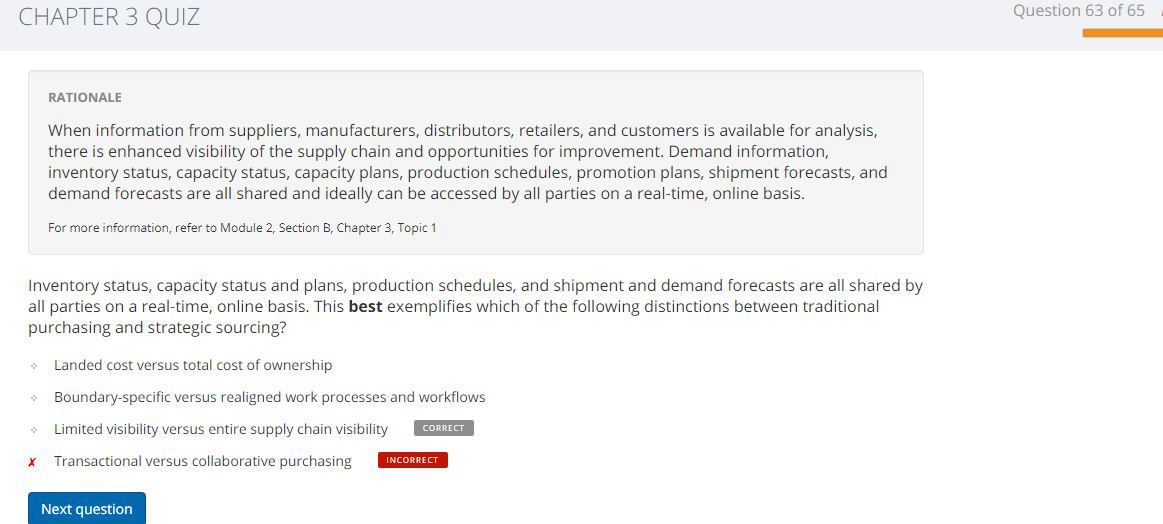 CHAPTER 3 QUIZ
Question 63 of 65
RATIONALE
When information from suppliers, manufacturers, distributors, retailers, and customers is available for analysis,
there is enhanced visibility of the supply chain and opportunities for improvement. Demand information,
inventory status, capacity status, capacity plans, production schedules, promotion plans, shipment forecasts, and
demand forecasts are all shared and ideally can be accessed by all parties on a real-time, online basis.
For more information, refer to Module 2, Section B, Chapter 3, Topic 1
Inventory status, capacity status and plans, production schedules, and shipment and demand forecasts are all shared by
all parties on a real-time, online basis. This best exemplifies which of the following distinctions between traditional
purchasing and strategic sourcing?
Landed cost versus total cost of ownership
Boundary-specific versus realigned work processes and workflows
Limited visibility versus entire supply chain visibility CORRECT
✗ Transactional versus collaborative purchasing INCORRECT
Next question